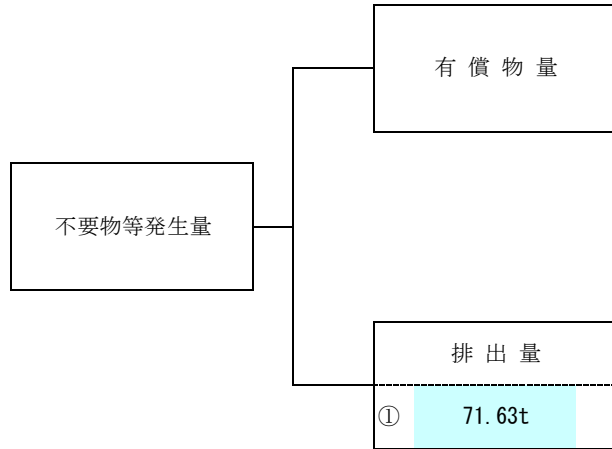 有 償 物 量
不要物等発生量
排 出 量
① 71.63t